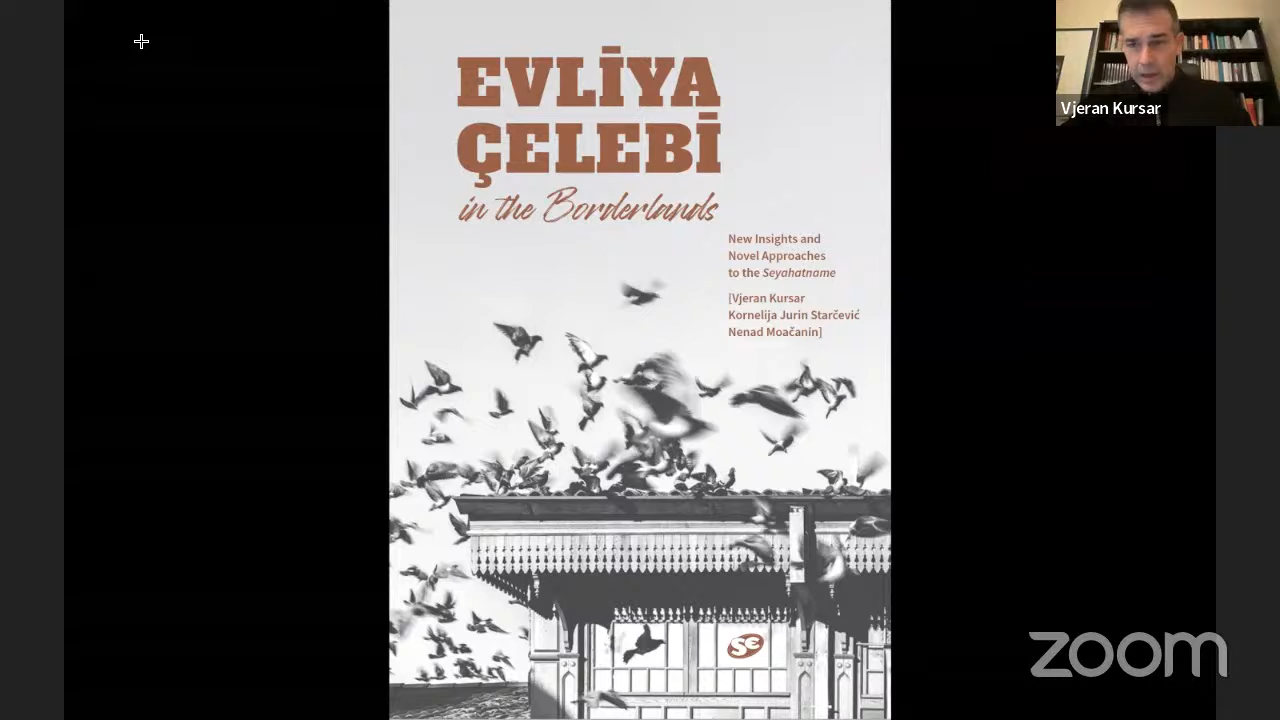 EVLİYA
ÇELEBİ
in the Borderlands
New Insights and
Novel Approaches
to the Seyahatname
[Vjeran Kursar
Kornelija Jurin Starčević
Nenad Moačanin]
Vjeran Kursar
SE
zoom